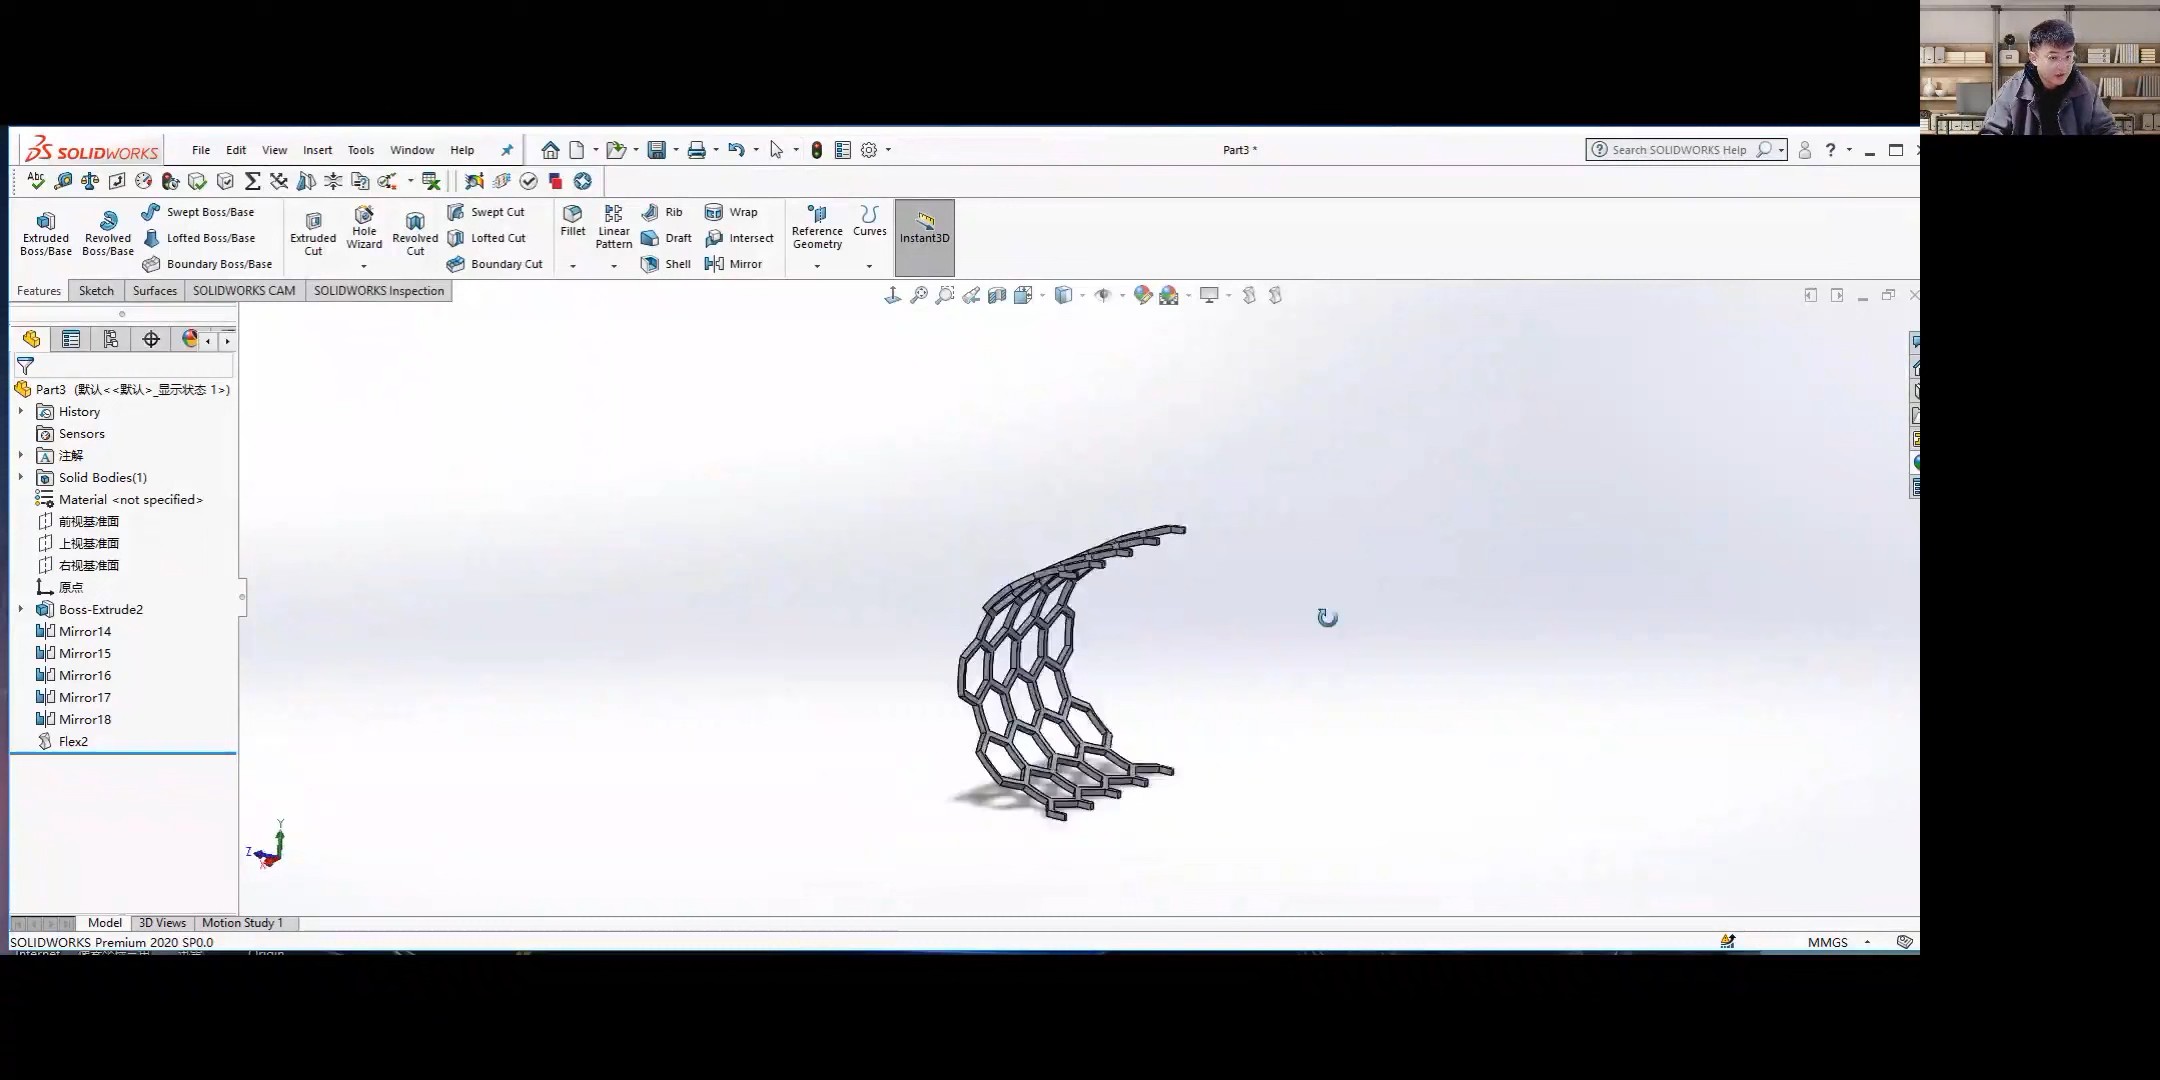 SOLIDWORKS File Edit View Insert Tools Window Help Part3 * Search SOLIDWORKS Help ?
Extruded Boss/Base
Revolved Boss/Base
Swept Boss/Base
Lofted Boss/Base
Boundary Boss/Base
Extruded Cut
Hole Wizard
Revolved Cut
Swept Cut
Lofted Cut
Boundary Cut
Fillet
Linear Pattern
Rib
Draft
Shell
Wrap
Intersect
Mirror
Reference Geometry
Curves
Instant3D
Features Sketch Surfaces SOLIDWORKS CAM SOLIDWORKS Inspection
Part3 (默认<<默认>_显示状态 1>)
History
Sensors
注解
Solid Bodies(1)
Material <not specified>
前视基准面
上视基准面
右视基准面
原点
Boss-Extrude2
Mirror14
Mirror15
Mirror16
Mirror17
Mirror18
Flex2
Y
Z
X
Model 3D Views Motion Study 1
SOLIDWORKS Premium 2020 SP0.0 MMGS